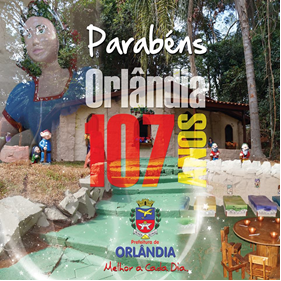 Parabéns
Orlândia
107
ANOS
Prefeitura de
ORLÂNDIA
Melhor a Cada Dia.